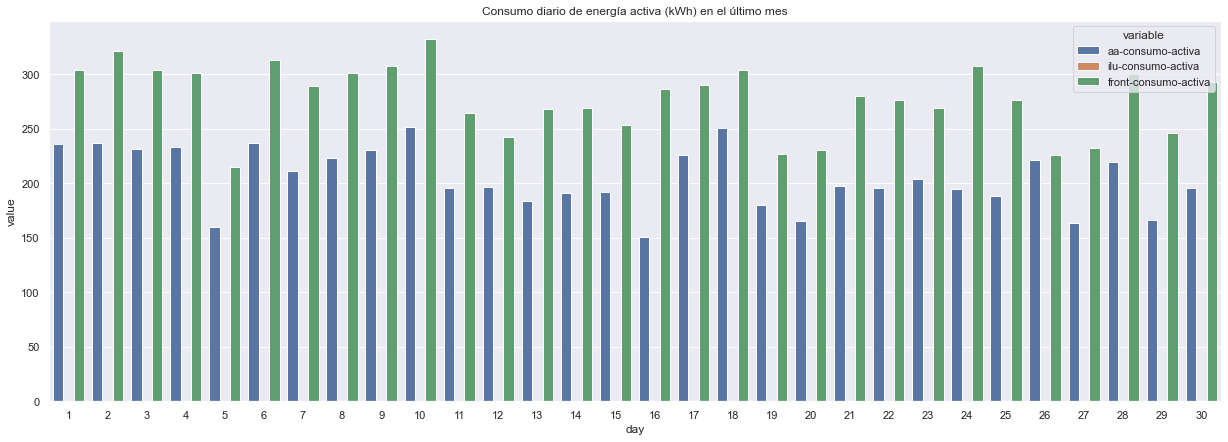 Consumo diario de energía activa (kWh) en el último mes
variable
aa-consumo-activa
ilu-consumo-activa
front-consumo-activa
value
300
250
200
150
100
50
0
1 2 3 4 5 6 7 8 9 10 11 12 13 14 15 16 17 18 19 20 21 22 23 24 25 26 27 28 29 30
day